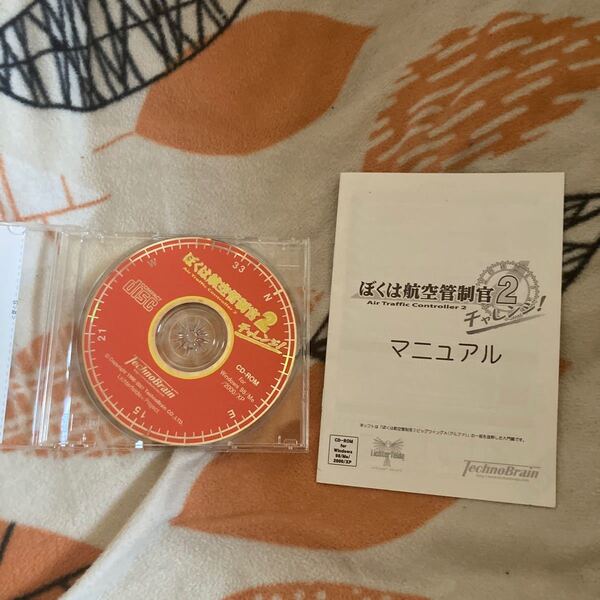 W
33
N
ぼくは航空管制官2
Air Traffic Controller 2
チャレンジ!
COMPACT
disc
21
CD-ROM
for
Windows 98/Me
/2000/XP
TechnoBrain
E
15
ぼくは航空管制官2
Air Traffic Controller 2
チャレンジ!
マニュアル
CD-ROM
for
Windows
98/Me/
2000/XP
TechnoBrain